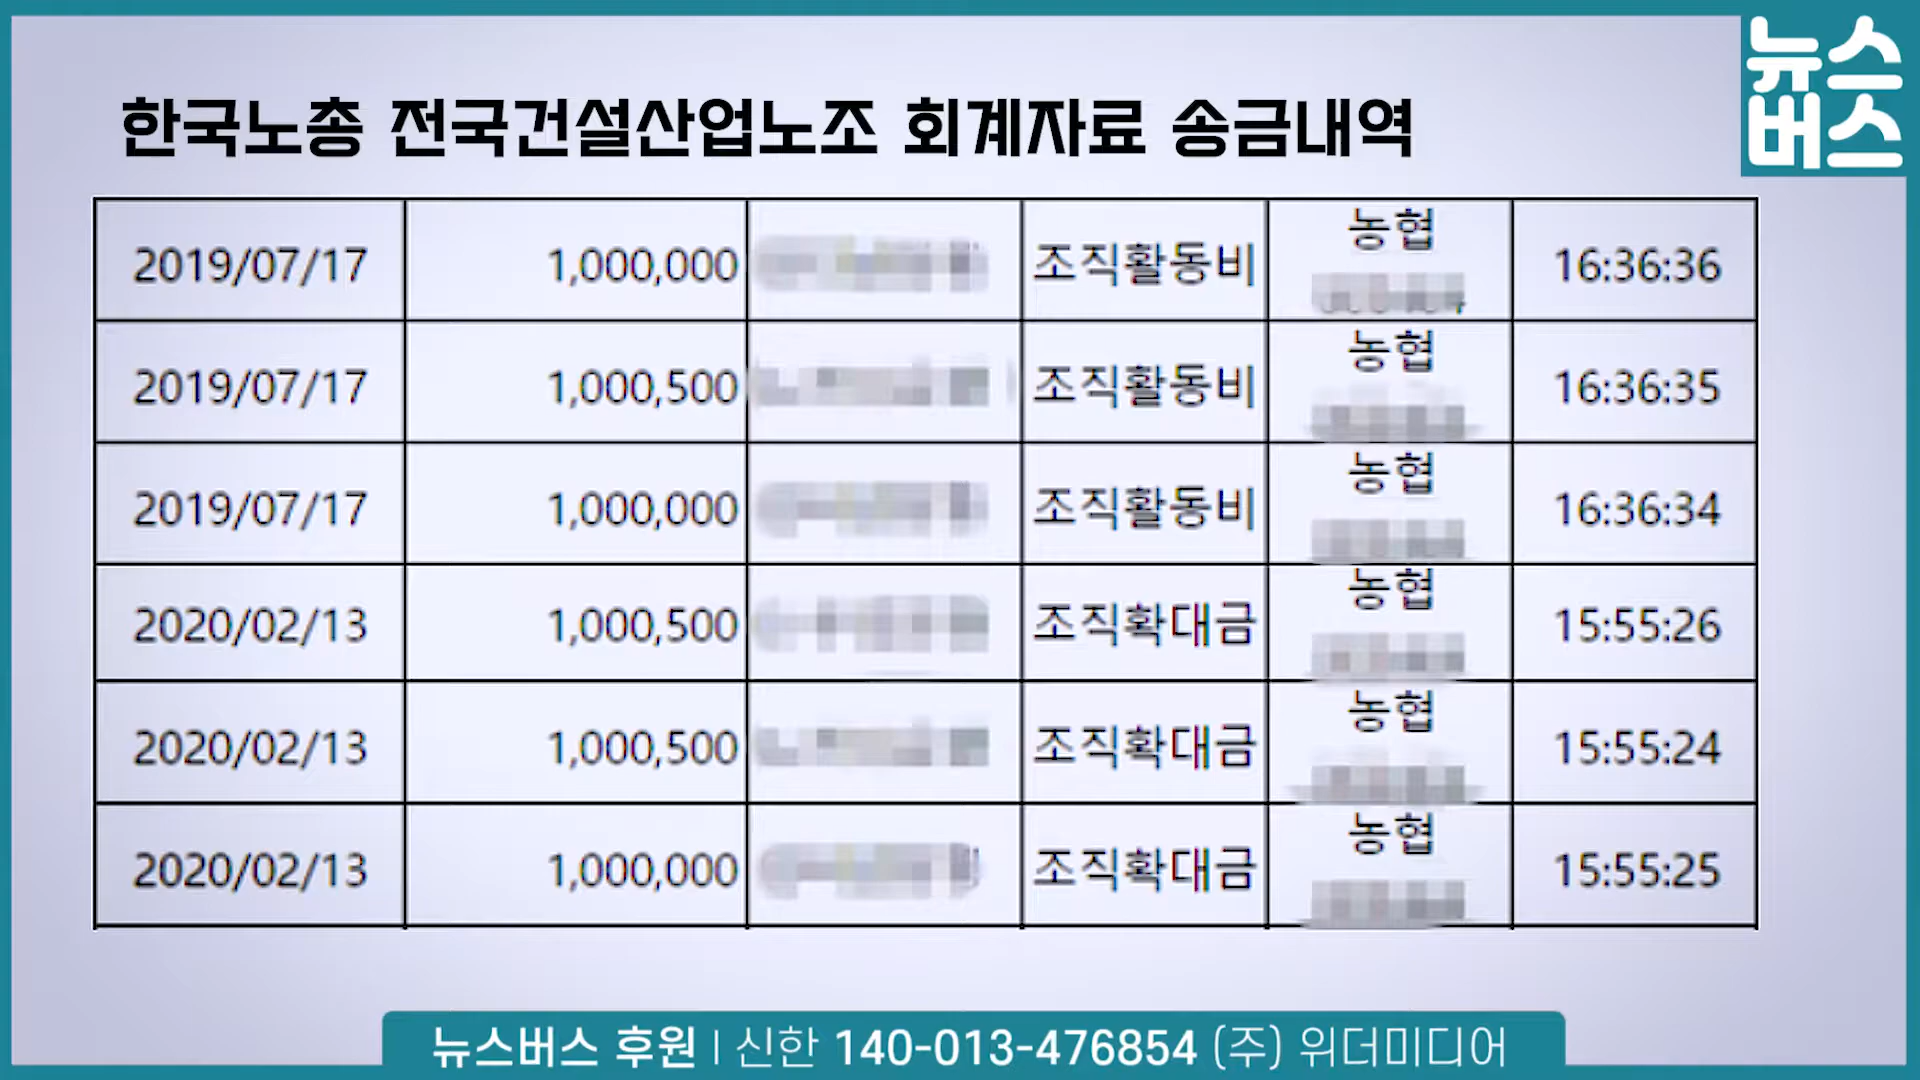 뉴스
버스
한국노총 전국건설산업노조 회계자료 송금내역
2019/07/17 1,000,000 조직활동비 농협 16:36:36
2019/07/17 1,000,500 조직활동비 농협 16:36:35
2019/07/17 1,000,000 조직활동비 농협 16:36:34
2020/02/13 1,000,500 조직확대금 농협 15:55:26
2020/02/13 1,000,500 조직확대금 농협 15:55:24
2020/02/13 1,000,000 조직확대금 농협 15:55:25
뉴스버스 후원 | 신한 140-013-476854 (주) 위더미디어